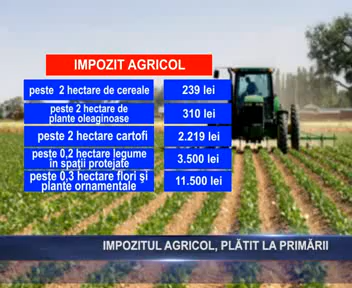 IMPOZIT AGRICOL
peste 2 hectare de cereale 239 lei
peste 2 hectare de
plante oleaginoase 310 lei
peste 2 hectare cartofi 2.219 lei
peste 0,2 hectare legume
în spații protejate 3.500 lei
peste 0,3 hectare flori și
plante ornamentale 11.500 lei
IMPOZITUL AGRICOL, PLĂTIT LA PRIMĂRII